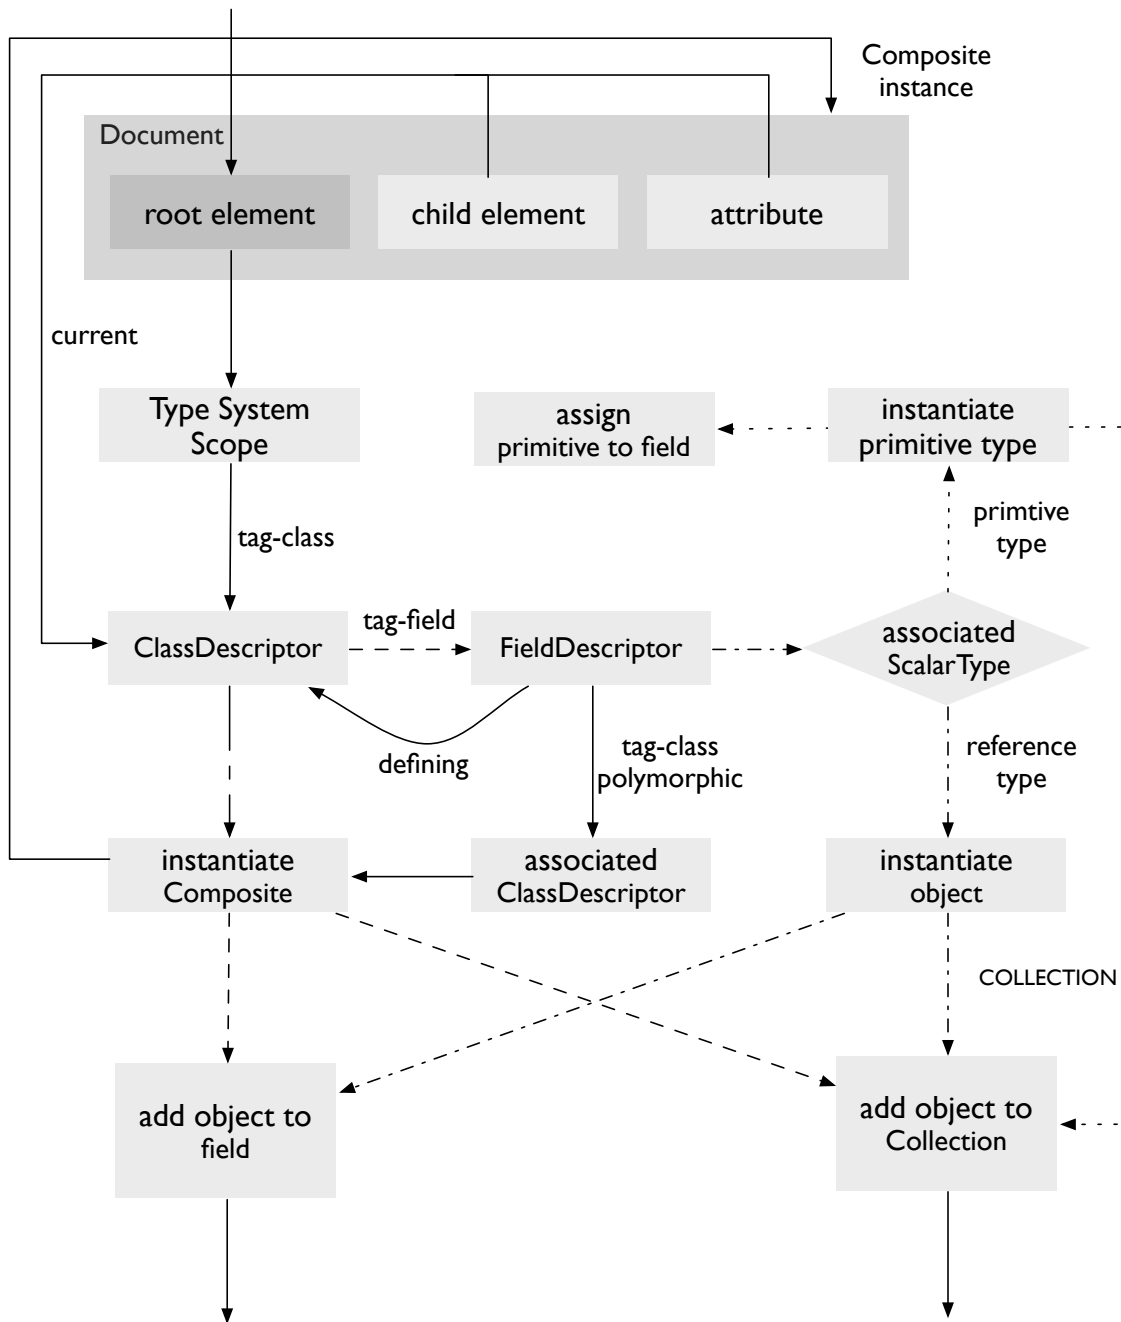 Composite
instance
Document
root element
child element
attribute
current
Type System
Scope
assign
primitive to field
instantiate
primitive type
tag-class
primtive
type
ClassDescriptor
tag-field
FieldDescriptor
associated
ScalarType
defining
tag-class
polymorphic
reference
type
instantiate
Composite
associated
ClassDescriptor
instantiate
object
COLLECTION
add object to
field
add object to
Collection